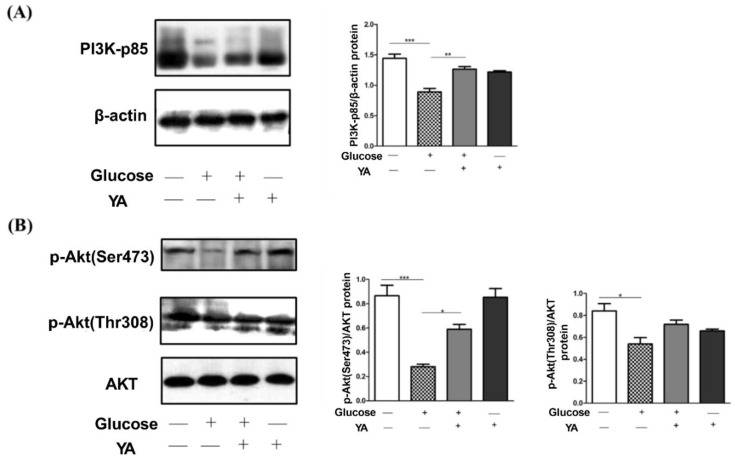 (A)
PI3K-p85
β-actin
Glucose — + + —
YA — — + +
PI3K-p85/β-actin protein
2.0
1.5
1.0
0.5
0.0
***
**
Glucose — + + —
YA — — + +
(B)
p-Akt(Ser473)
p-Akt(Thr308)
AKT
Glucose — + + —
YA — — + +
p-Akt(Ser473)/AKT protein
1.0
0.8
0.6
0.4
0.2
0.0
***
*
Glucose — + + —
YA — — + +
p-Akt(Thr308)/AKT
protein
1.0
0.8
0.6
0.4
0.2
0.0
*
Glucose — + + —
YA — — + +